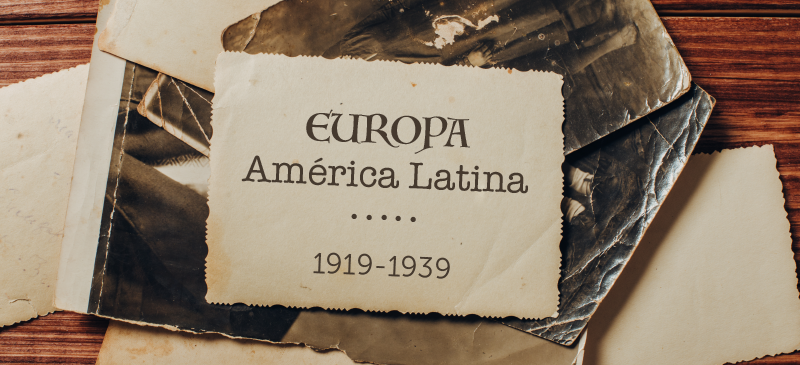 EUROPA
América Latina
.....
1919-1939